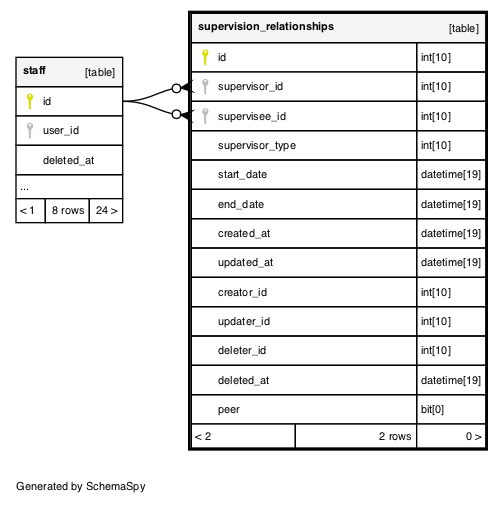 staff [table]
id
user_id
deleted_at
...
< 1 8 rows 24 >
supervision_relationships [table]
id int[10]
supervisor_id int[10]
supervisee_id int[10]
supervisor_type int[10]
start_date datetime[19]
end_date datetime[19]
created_at datetime[19]
updated_at datetime[19]
creator_id int[10]
updater_id int[10]
deleter_id int[10]
deleted_at datetime[19]
peer bit[0]
< 2 2 rows 0 >
Generated by SchemaSpy